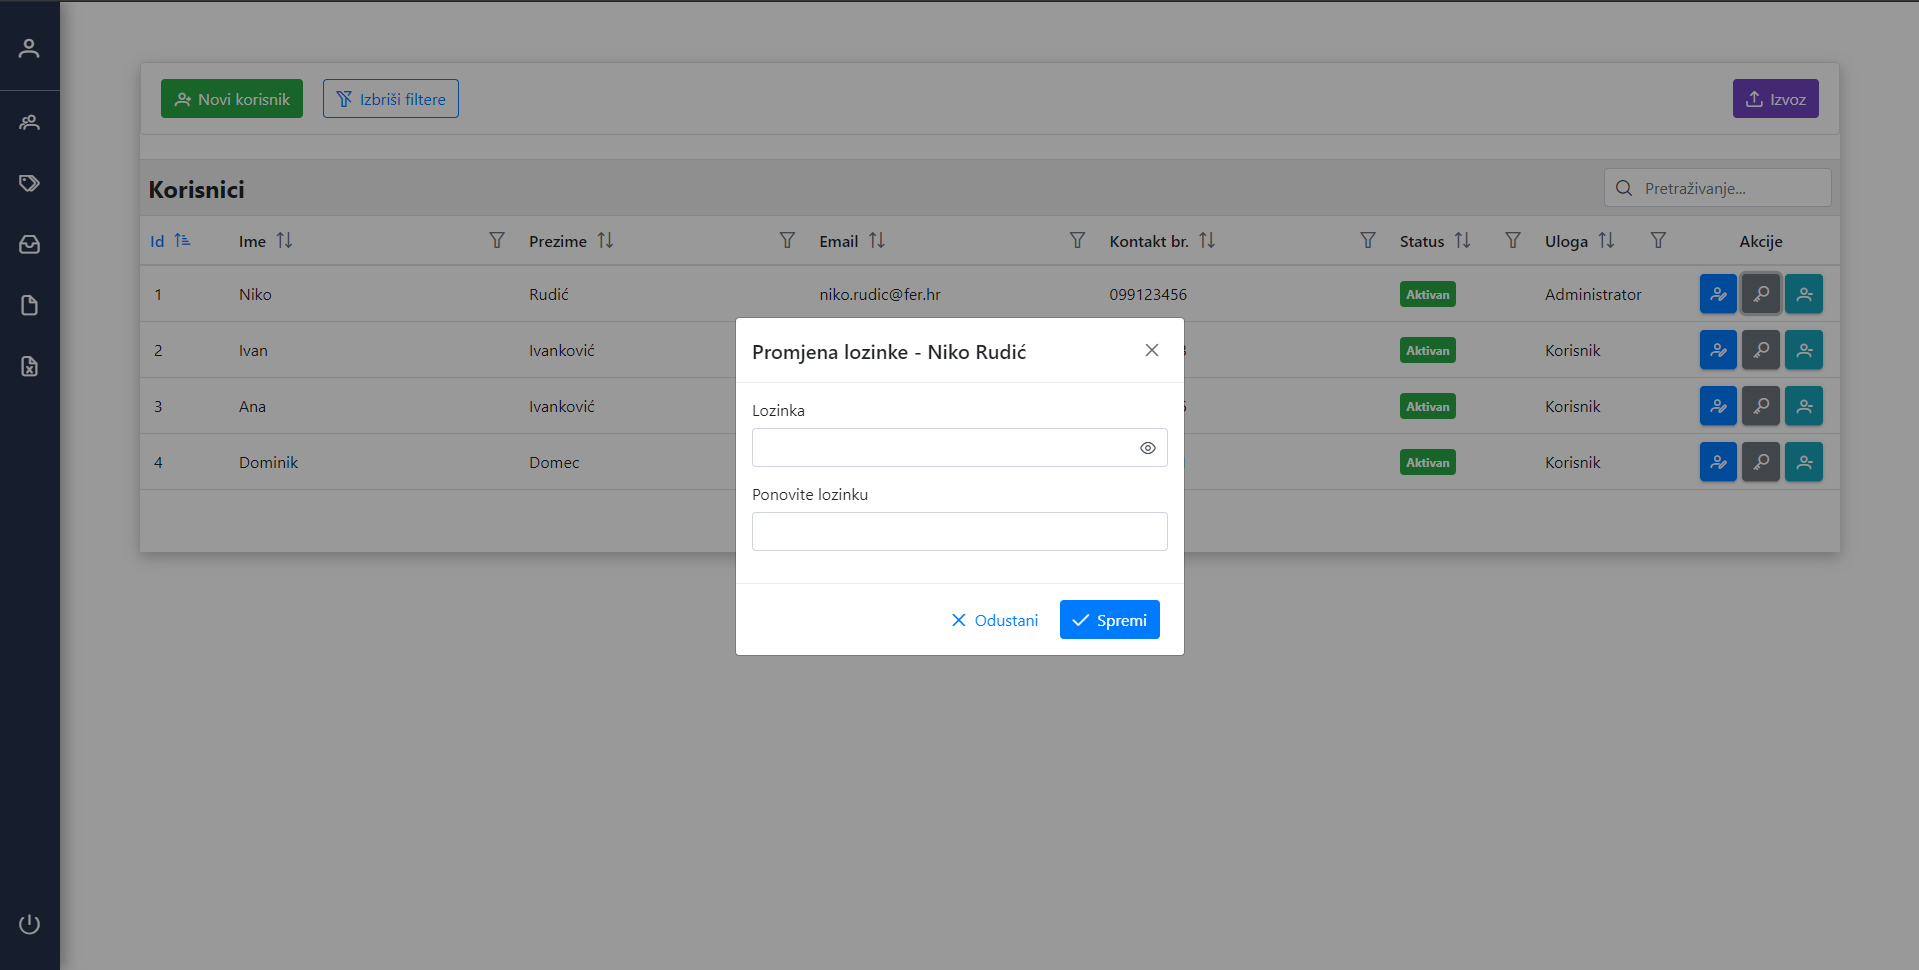 Novi korisnik
Izbriši filtere
Izvoz
Korisnici
Pretraživanje...
Id Ime Prezime Email Kontakt br. Status Uloga Akcije
1 Niko Rudić niko.rudic@fer.hr 099123456 Aktivan Administrator
2 Ivan Ivanković Aktivan Korisnik
3 Ana Ivanković Aktivan Korisnik
4 Dominik Domec Aktivan Korisnik
Promjena lozinke - Niko Rudić
Lozinka
Ponovite lozinku
Odustani
Spremi